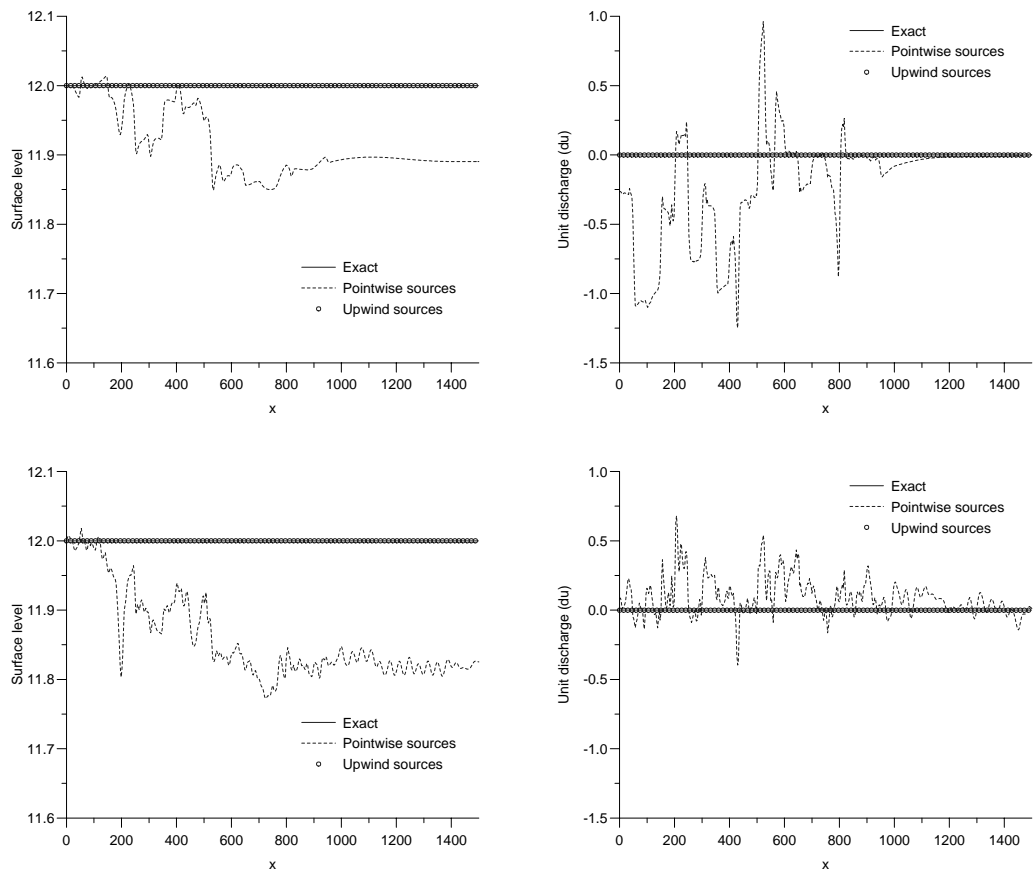 12.1
12.0
11.9
11.8
11.7
11.6
Surface level
0 200 400 600 800 1000 1200 1400
x
Exact
Pointwise sources
Upwind sources
1.0
0.5
0.0
-0.5
-1.0
-1.5
Unit discharge (du)
0 200 400 600 800 1000 1200 1400
x
Exact
Pointwise sources
Upwind sources
12.1
12.0
11.9
11.8
11.7
11.6
Surface level
0 200 400 600 800 1000 1200 1400
x
Exact
Pointwise sources
Upwind sources
1.0
0.5
0.0
-0.5
-1.0
-1.5
Unit discharge (du)
0 200 400 600 800 1000 1200 1400
x
Exact
Pointwise sources
Upwind sources